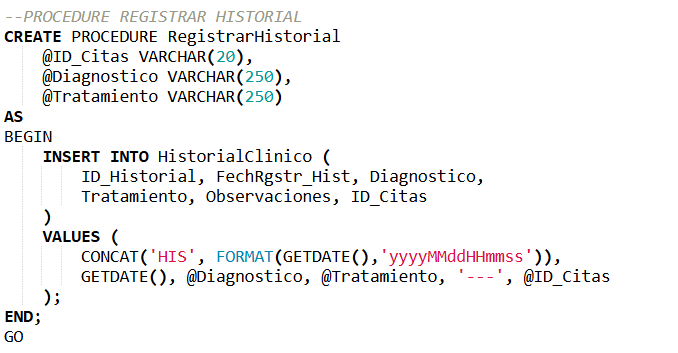 --PROCEDURE REGISTRAR HISTORIAL
CREATE PROCEDURE RegistrarHistorial
    @ID_Citas VARCHAR(20),
    @Diagnostico VARCHAR(250),
    @Tratamiento VARCHAR(250)
AS
BEGIN
    INSERT INTO HistorialClinico (
        ID_Historial, FechRgstr_Hist, Diagnostico,
        Tratamiento, Observaciones, ID_Citas
    )
    VALUES (
        CONCAT('HIS', FORMAT(GETDATE(),'yyyyMMddHHmmss')),
        GETDATE(), @Diagnostico, @Tratamiento, '---', @ID_Citas
    );
END;
GO